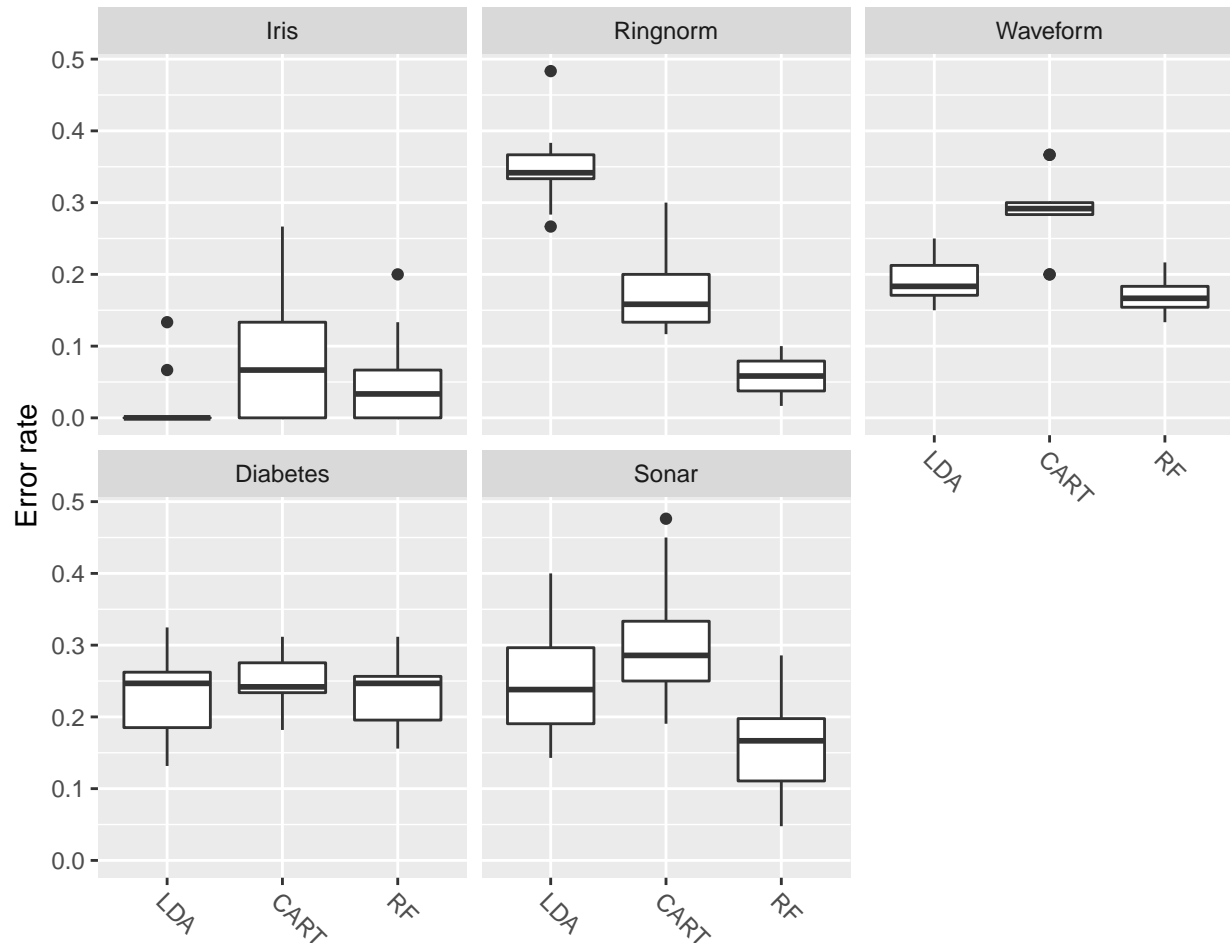 Iris
Ringnorm
Waveform
0.5
0.4
0.3
0.2
0.1
0.0
LDA
CART
RF
Diabetes
Sonar
0.5
0.4
0.3
0.2
0.1
0.0
LDA
CART
RF
LDA
CART
RF
Error rate